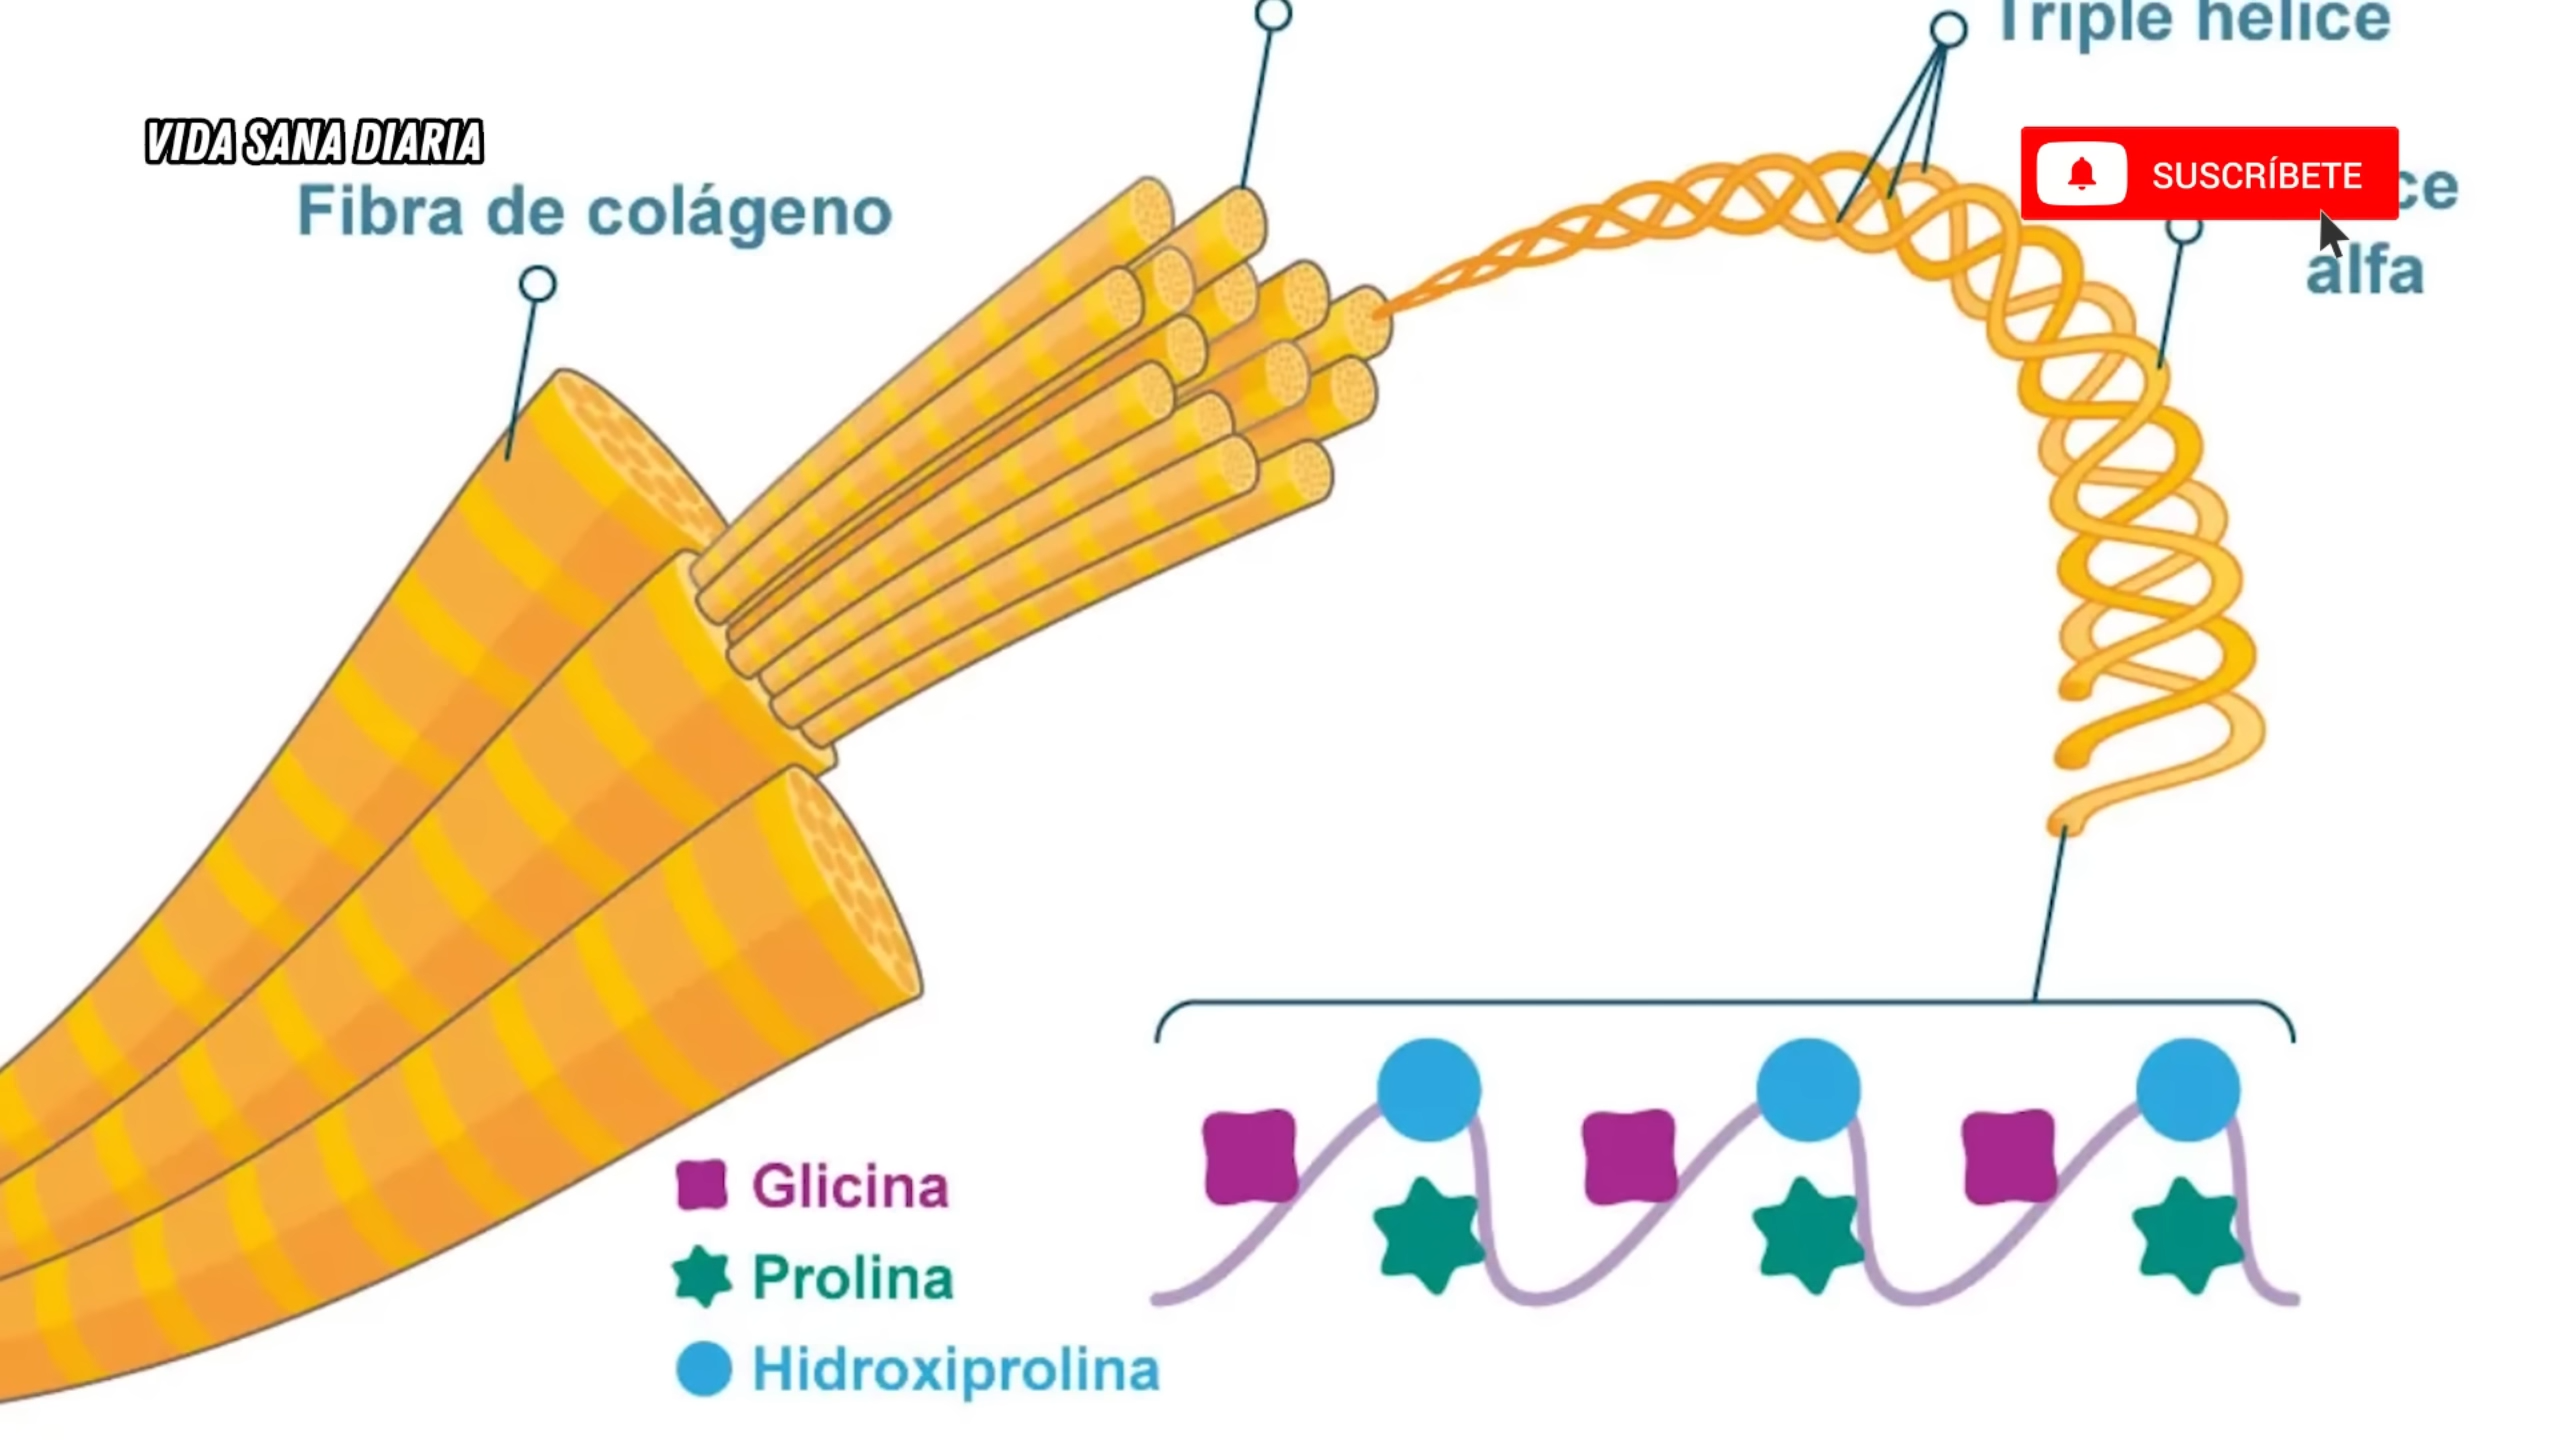 Triple hélice
VIDA SANA DIARIA
SUSCRÍBETE
Fibra de colágeno
alfa
Glicina
Prolina
Hidroxiprolina